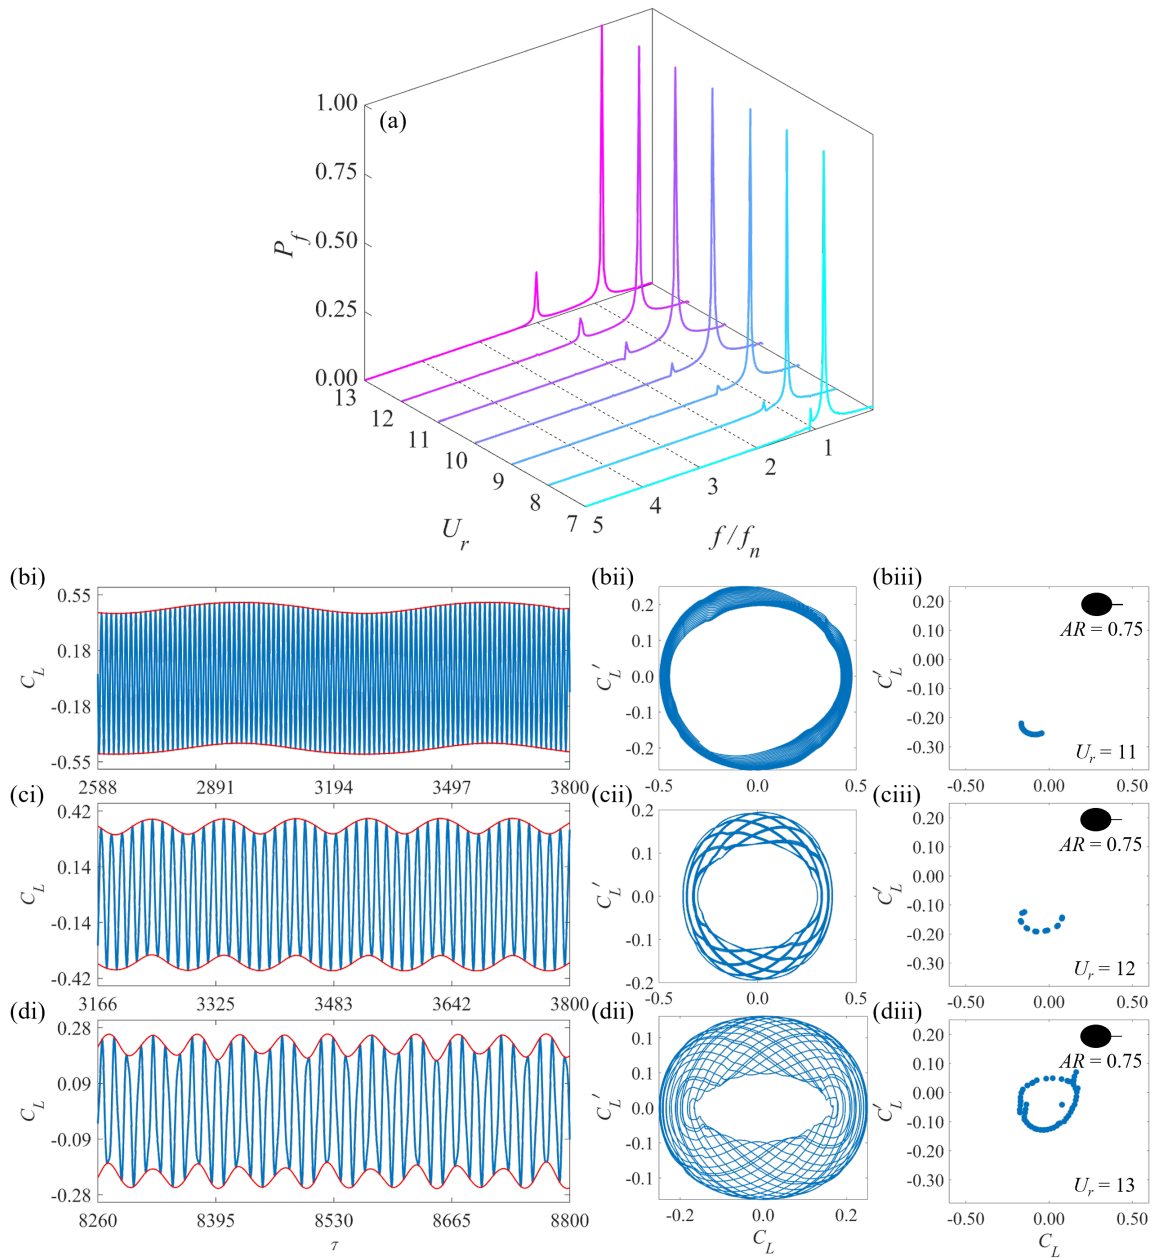 (a)
1.00
0.75
0.50
0.25
0.00
P_f
13
12
11
10
9
8
7
U_r
5
4
3
2
1
f/f_n
(bi)
0.55
0.18
-0.18
-0.55
C_L
2588 2891 3194 3497 3800
(bii)
0.2
0.1
0.0
-0.1
-0.2
C_L'
-0.5 0.0 0.5
(biii)
0.20
0.10
0.00
-0.10
-0.20
-0.30
C_L'
AR = 0.75
U_r = 11
-0.50 0.00 0.50
(ci)
0.42
0.14
-0.14
-0.42
C_L
3166 3325 3483 3642 3800
(cii)
0.2
0.1
0.0
-0.1
-0.2
C_L'
-0.5 0.0 0.5
(ciii)
0.20
0.10
0.00
-0.10
-0.20
-0.30
C_L'
AR = 0.75
U_r = 12
-0.50 0.00 0.50
(di)
0.28
0.09
-0.09
-0.28
C_L
8260 8395 8530 8665 8800
τ
(dii)
0.1
0.1
0.0
-0.1
-0.1
C_L'
-0.2 0.0 0.2
C_L
(diii)
0.20
0.10
0.00
-0.10
-0.20
-0.30
C_L'
AR = 0.75
U_r = 13
-0.50 0.00 0.50
C_L